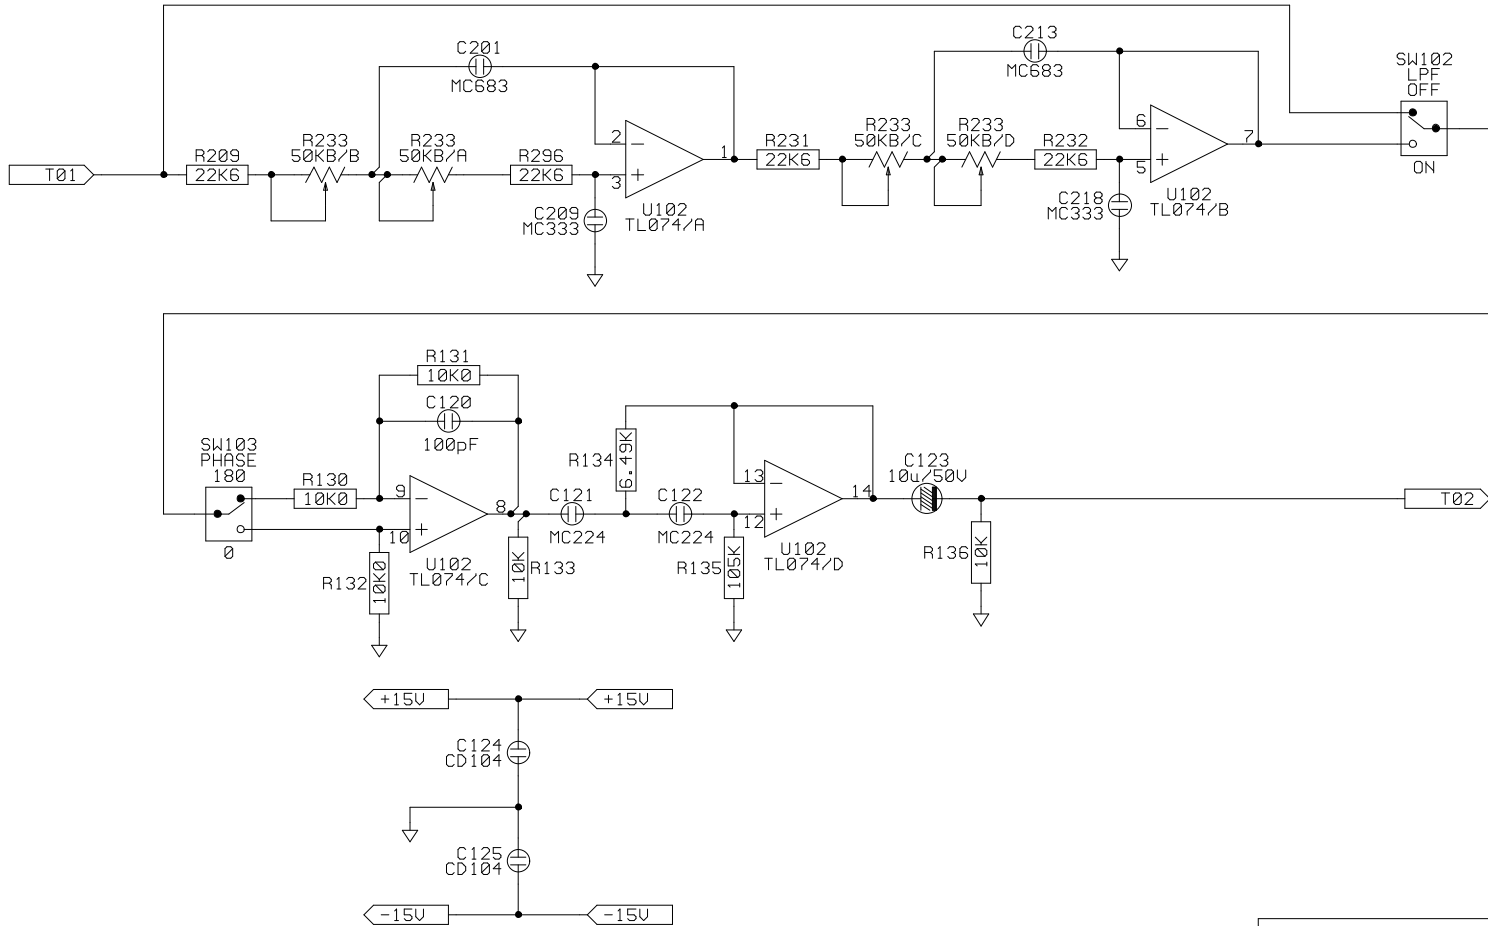 C201
MC683
C213
MC683
SW102
LPF
OFF
ON
T01
R209
22K6
R233
50KB/B
R233
50KB/A
R296
22K6
2
3
1
C209
MC333
U102
TL074/A
R231
22K6
R233
50KB/C
R233
50KB/D
R232
22K6
6
5
7
C218
MC333
U102
TL074/B
R131
10K0
C120
100pF
SW103
PHASE
180
0
R130
10K0
9
10
8
R132
10K0
U102
TL074/C
10K
R133
C121
MC224
R134
6.49K
C122
MC224
13
12
14
R135
105K
U102
TL074/D
C123
10u/50V
R136
10K
T02
+15V
+15V
C124
CD104
C125
CD104
-15V
-15V